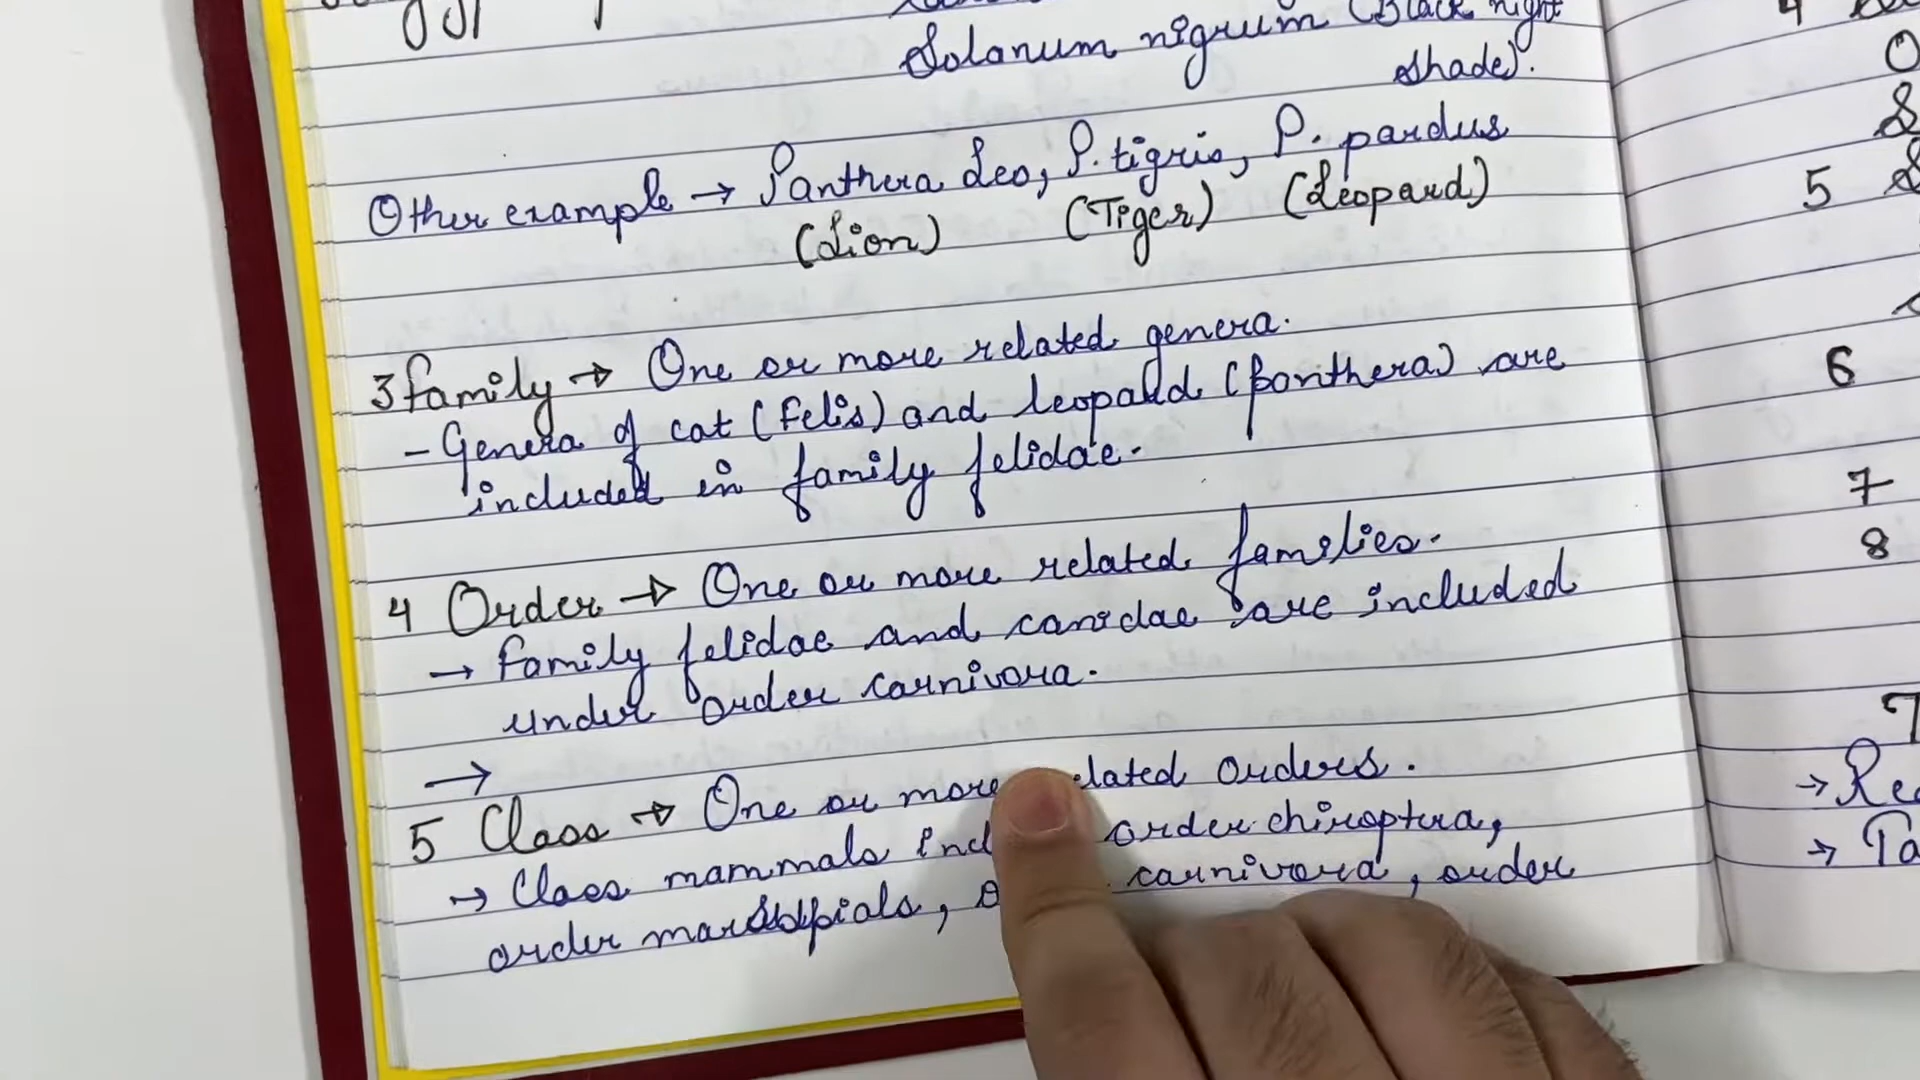 Solanum nigrum (Black night
shade).
Other example → Panthera Leo, P. tigris, P. pardus
(Lion) (Tiger) (Leopard)
3 family → One or more related genera.
- Genera of cat (Felis) and leopald (panthera) are
included in family felidae.
4 Order → One or more related families.
→ family felidae and canidae are included
under order carnivora.
→
5 Class → One or more related orders.
→ Class mammals order chiroptera,
order carnivora, order
4
5
6
7
8